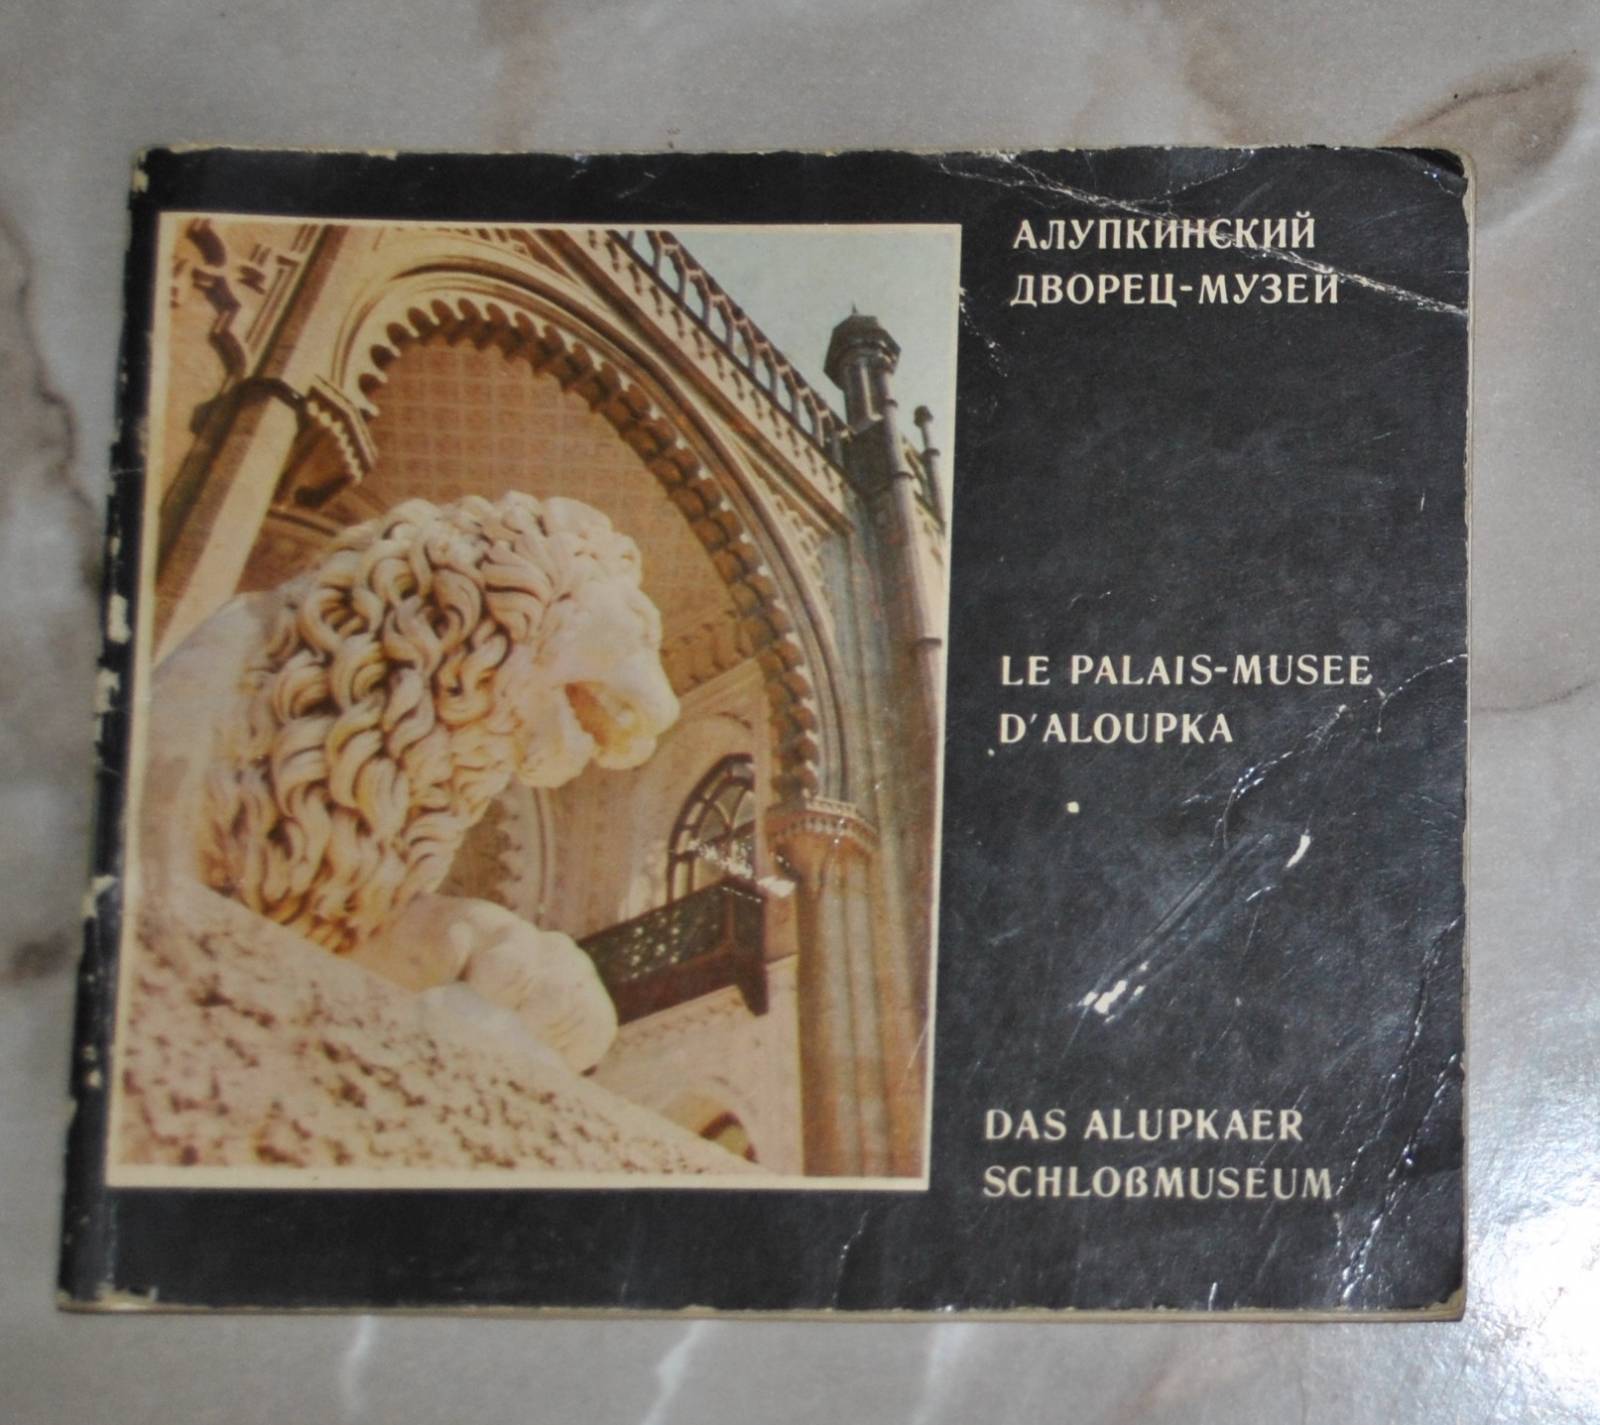 АЛУПКИНСКИЙ
ДВОРЕЦ-МУЗЕЙ
LE PALAIS-MUSEE
D'ALOUPKA
DAS ALUPKAER
SCHLOßMUSEUM